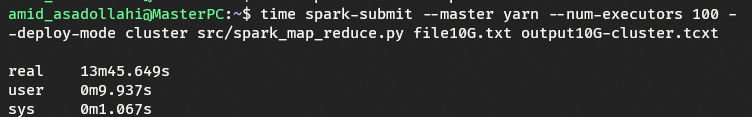 amid_asadollahi@MasterPC:~$ time spark-submit --master yarn --num-executors 100 -
-deploy-mode cluster src/spark_map_reduce.py file10G.txt output10G-cluster.tcxt
real 13m45.649s
user 0m9.937s
sys 0m1.067s